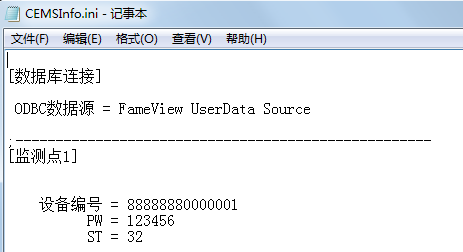 CEMSInfo.ini - 记事本
文件(F) 编辑(E) 格式(O) 查看(V) 帮助(H)
[数据库连接]
ODBC数据源 = FameView UserData Source
;----------------------------------------------------
[监测点1]
设备编号 = 88888880000001
PW = 123456
ST = 32